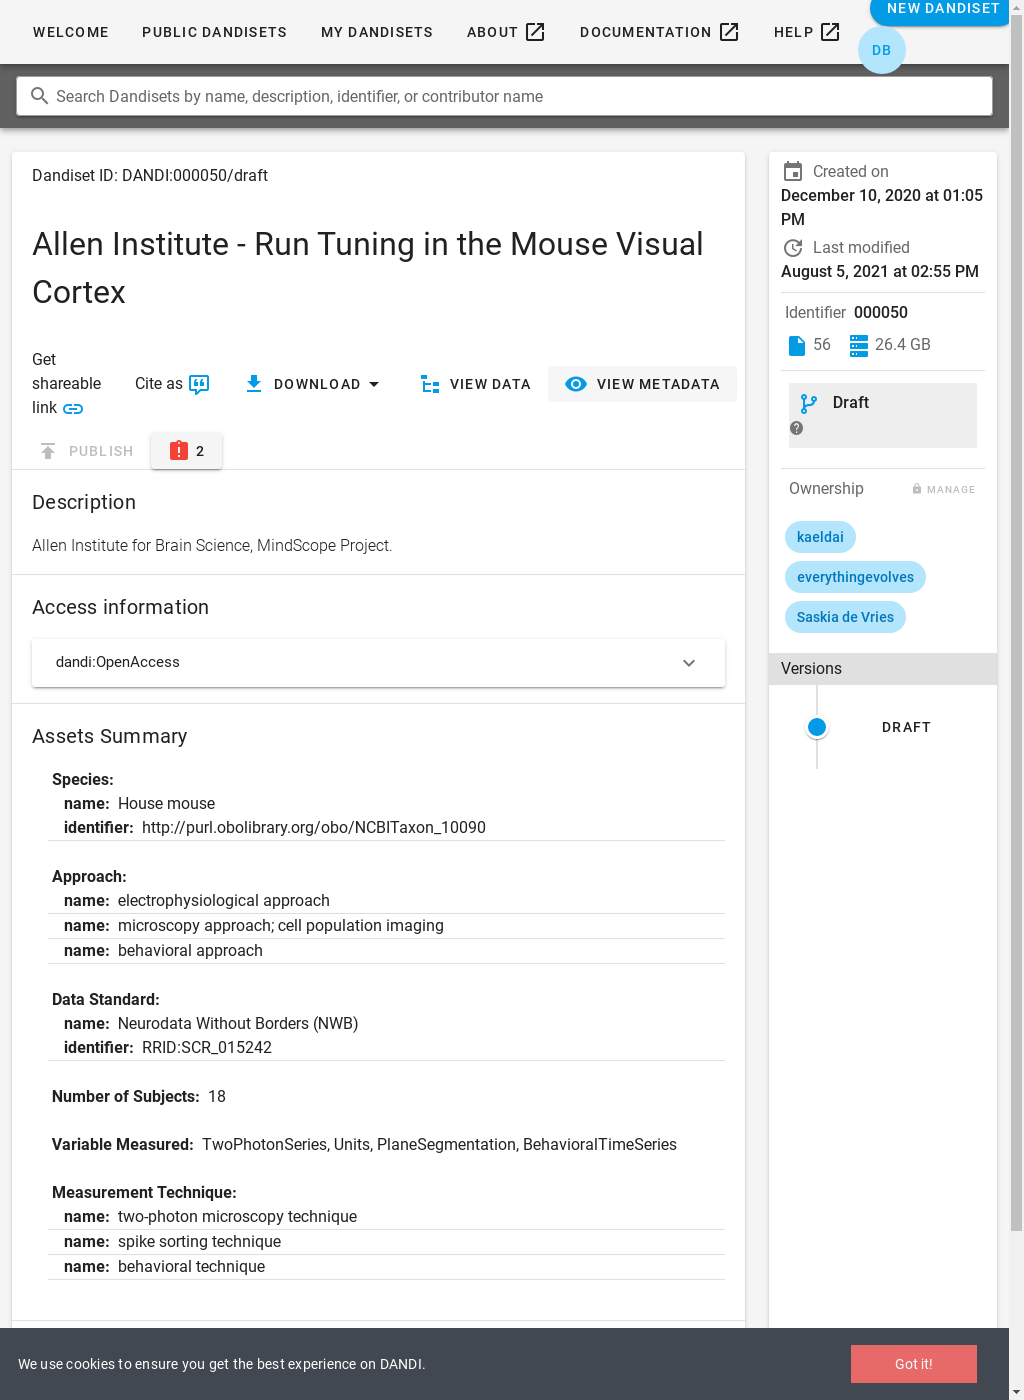 WELCOME
PUBLIC DANDISETS
MY DANDISETS
ABOUT
DOCUMENTATION
HELP
NEW DANDISET
DB
Search Dandisets by name, description, identifier, or contributor name
Dandiset ID: DANDI:000050/draft
Allen Institute - Run Tuning in the Mouse Visual
Cortex
Get
shareable
link
Cite as
DOWNLOAD
VIEW DATA
VIEW METADATA
PUBLISH
2
Description
Allen Institute for Brain Science, MindScope Project.
Access information
dandi:OpenAccess
Assets Summary
Species:
name: House mouse
identifier: http://purl.obolibrary.org/obo/NCBITaxon_10090
Approach:
name: electrophysiological approach
name: microscopy approach; cell population imaging
name: behavioral approach
Data Standard:
name: Neurodata Without Borders (NWB)
identifier: RRID:SCR_015242
Number of Subjects: 18
Variable Measured: TwoPhotonSeries, Units, PlaneSegmentation, BehavioralTimeSeries
Measurement Technique:
name: two-photon microscopy technique
name: spike sorting technique
name: behavioral technique
Created on
December 10, 2020 at 01:05
PM
Last modified
August 5, 2021 at 02:55 PM
Identifier 000050
56
26.4 GB
Draft
Ownership
MANAGE
kaeldai
everythingevolves
Saskia de Vries
Versions
DRAFT
We use cookies to ensure you get the best experience on DANDI.
Got it!